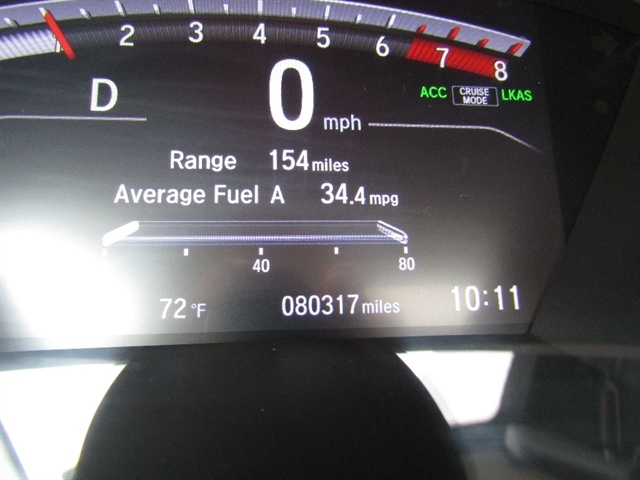 1 2 3 4 5 6 7 8
D 0 mph ACC CRUISE MODE LKAS
Range 154 miles
Average Fuel A 34.4 mpg
40 80
72 °F 080317 miles 10:11